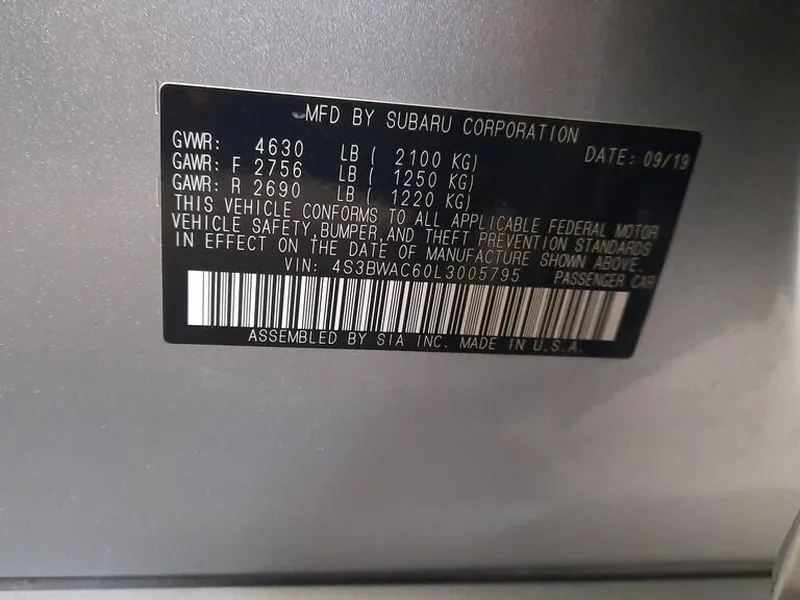 MFD BY SUBARU CORPORATION
GVWR: 4630 LB ( 2100 KG) DATE: 09/19
GAWR: F 2756 LB ( 1250 KG)
GAWR: R 2690 LB ( 1220 KG)
THIS VEHICLE CONFORMS TO ALL APPLICABLE FEDERAL MOTOR
VEHICLE SAFETY,BUMPER,AND THEFT PREVENTION STANDARDS
IN EFFECT ON THE DATE OF MANUFACTURE SHOWN ABOVE.
VIN: 4S3BWAC60L3005795 PASSENGER CAR
ASSEMBLED BY SIA INC. MADE IN U.S.A.